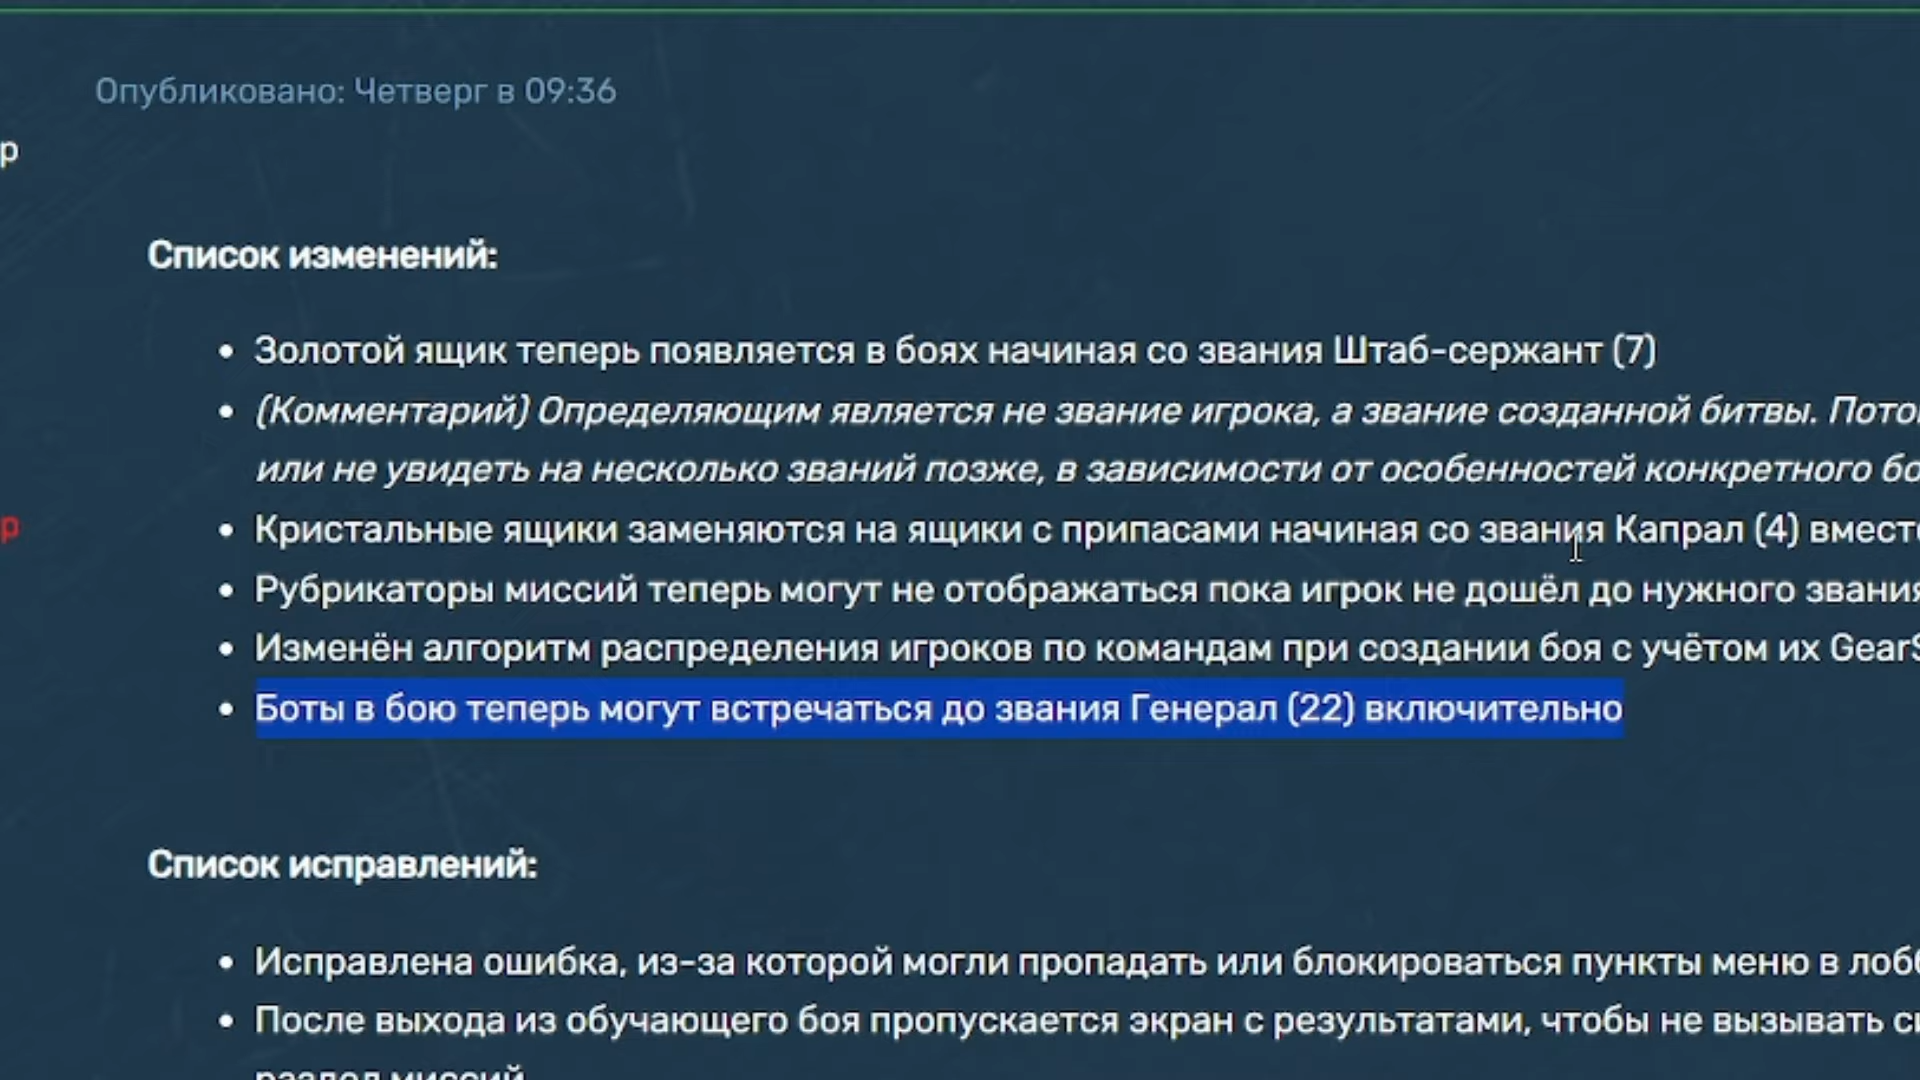 Опубликовано: Четверг в 09:36
р
Список изменений:
Золотой ящик теперь появляется в боях начиная со звания Штаб-сержант (7)
(Комментарий) Определяющим является не звание игрока, а звание созданной битвы.
или не увидеть на несколько званий позже, в зависимости от особенностей конкретного
р
Кристальные ящики заменяются на ящики с припасами начиная со звания Капрал (4)
Рубрикаторы миссий теперь могут не отображаться пока игрок не дошёл до нужного звания
Изменён алгоритм распределения игроков по командам при создании боя с учётом их
Боты в бою теперь могут встречаться до звания Генерал (22) включительно
Список исправлений:
Исправлена ошибка, из-за которой могли пропадать или блокироваться пункты меню в
После выхода из обучающего боя пропускается экран с результатами, чтобы не вызывать
раздел миссий